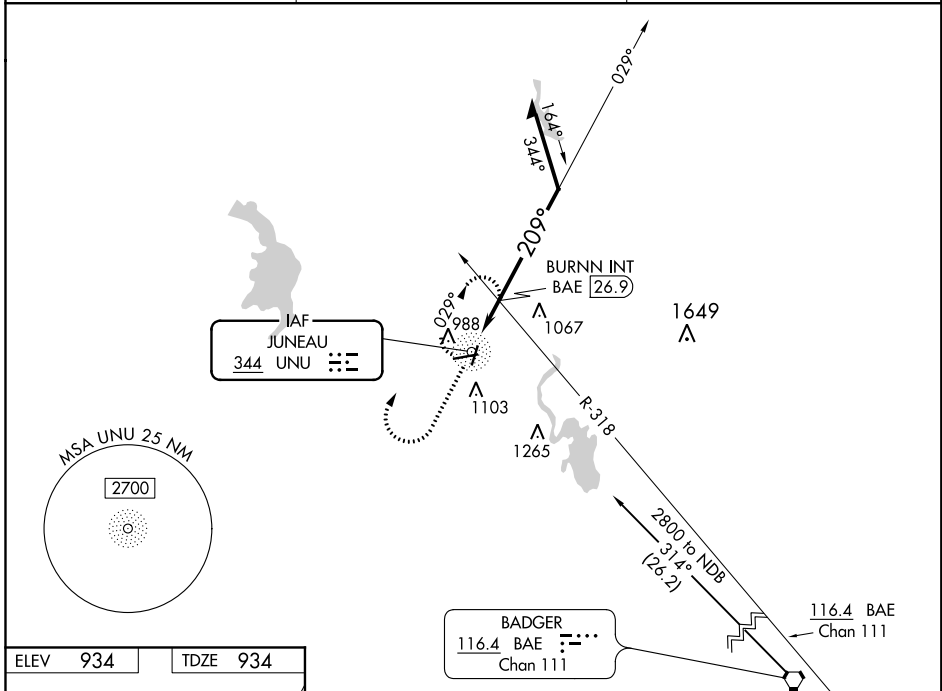 029°
164°
344°
209°
BURNN INT
BAE 26.9
029°
988
1067
1649
IAF
JUNEAU
344 UNU
1103
1265
R-318
MSA UNU 25 NM
2700
2800 to NDB
314°
(26.2)
116.4 BAE
Chan 111
BADGER
116.4 BAE
Chan 111
ELEV 934
TDZE 934